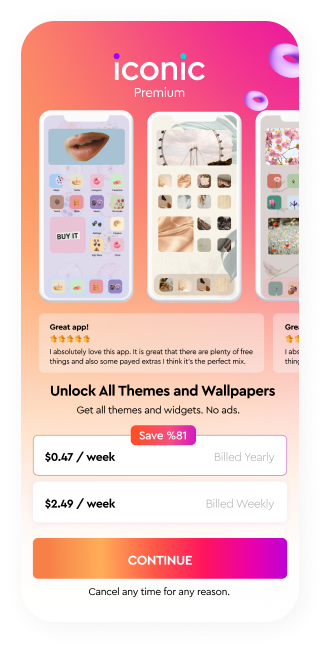 iconic
Premium
BUY IT
Great app!
I absolutely love this app. It is great that there are plenty of free
things and also some payed extras I think it's the perfect mix.
Grea
I abs
thing
Unlock All Themes and Wallpapers
Get all themes and widgets. No ads.
Save %81
$0.47 / week
Billed Yearly
$2.49 / week
Billed Weekly
CONTINUE
Cancel any time for any reason.